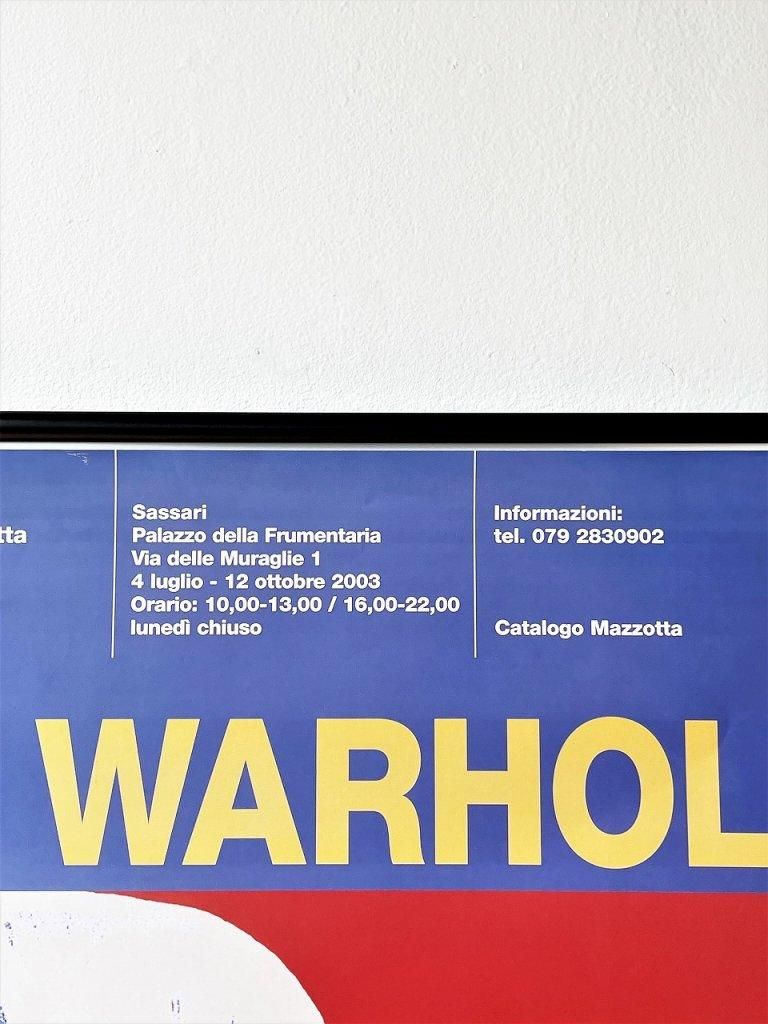 tta
Sassari
Palazzo della Frumentaria
Via delle Muraglie 1
4 luglio - 12 ottobre 2003
Orario: 10,00-13,00 / 16,00-22,00
lunedì chiuso
Informazioni:
tel. 079 2830902
Catalogo Mazzotta
WARHOL